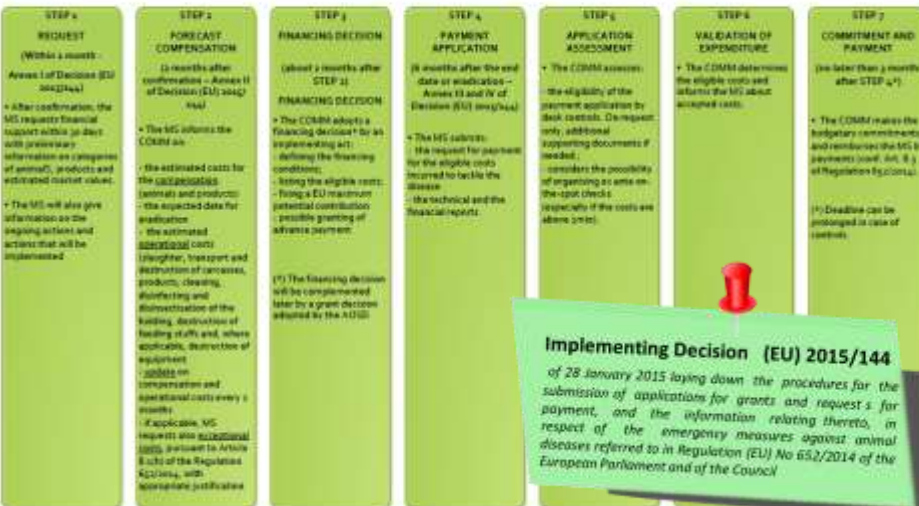 STEP 1
REQUEST
(Within 1 month -
Annex I of Decision (EU)
2015/144)
• After confirmation, the
MS requests financial
support within 30 days
with preliminary
information on categories
of animals, products and
estimated market values.
• The MS will also give
information on the
ongoing actions and
actions that will be
implemented
STEP 2
FORECAST
COMPENSATION
(2 months after
confirmation – Annex II
of Decision (EU) 2015/
144)
• The MS informs the
COMM on
- the estimated costs for
the compensation
(animals and products)
- the expected date for
eradication
- the estimated
operational costs
(slaughter, transport and
destruction of carcasses,
products, cleaning,
disinfecting and
disinsectisation of the
holding, destruction of
feeding stuffs and, where
applicable, destruction of
equipment
- update on
compensation and
operational costs every 2
months
- if applicable, MS
requests also exceptional
costs, pursuant to Article
8.1(h) of the Regulation
652/2014, with
appropriate justification
STEP 3
FINANCING DECISION
(about 2 months after
STEP 2)
FINANCING DECISION
• The COMM adopts a
financing decision* by an
implementing act:
- defining the financing
conditions;
- listing the eligible costs;
- fixing a EU maximum
potential contribution
- possible granting of
advance payment
(*) The financing decision
will be complemented
later by a grant decision
adopted by the AOSD
STEP 4
PAYMENT
APPLICATION
(6 months after the end
date or eradication –
Annex III and IV of
Decision (EU) 2015/144)
• The MS submits:
- the request for payment
for the eligible costs
incurred to tackle the
disease
- the technical and the
financial reports
STEP 5
APPLICATION
ASSESSMENT
• The COMM assesses:
- the eligibility of the
payment application by
desk controls. On request
only, additional
supporting documents if
needed;
- considers the possibility
of organising ex ante on-
the-spot checks
(especially if the costs are
above
STEP 6
VALIDATION OF
EXPENDITURE
• The COMM determines
the eligible costs and
informs the MS about
accepted costs.
STEP 7
COMMITMENT AND
PAYMENT
(no later than 3 months
after STEP 4*).
• The COMM makes the
budgetary commitment
and reimburses the MS
payments (conf. Art. 8
of Regulation 652/2014).
(*) Deadline can be
prolonged in case of
controls.
Implementing Decision (EU) 2015/144
of 28 January 2015 laying down the procedures for the
submission of applications for grants and request s for
payment, and the information relating thereto, in
respect of the emergency measures against animal
diseases referred to in Regulation (EU) No 652/2014 of the
European Parliament and of the Council